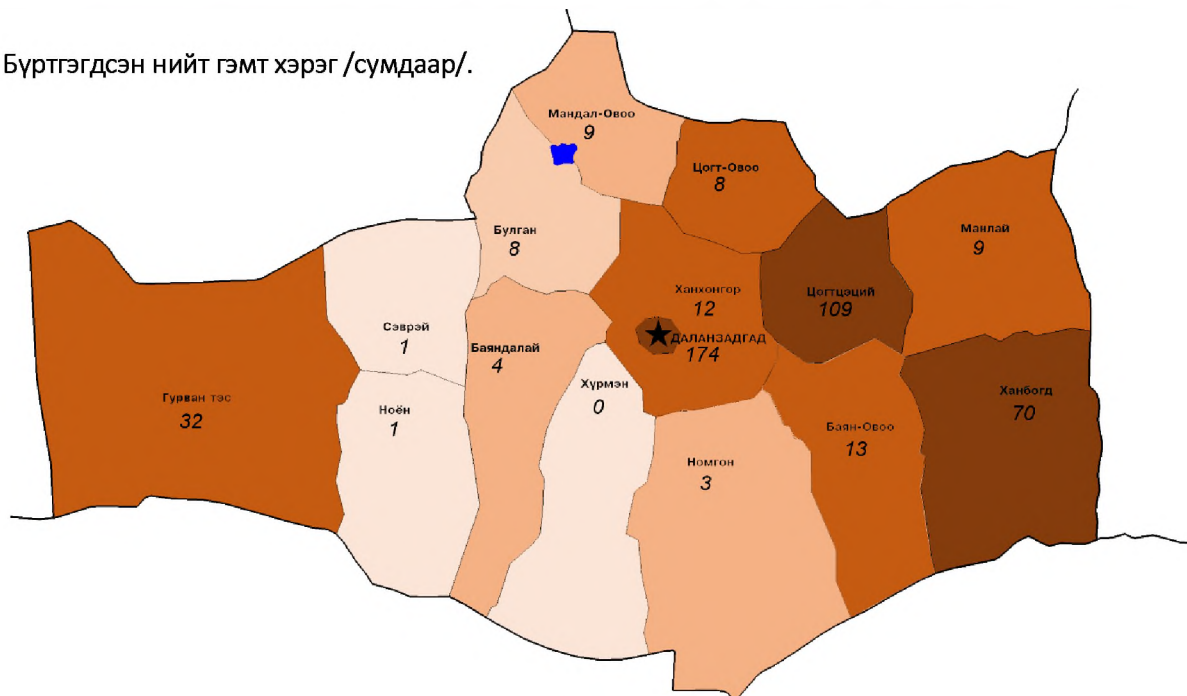 Бүртгэгдсэн нийт гэмт хэрэг /сумдаар/.
Мандал-Овоо
9
Цогт-Овоо
8
Булган
8
Манлай
9
Ханхонгор
12
Цогтцэций
109
Сэврэй
1
ДАЛАНЗАДГАД
174
Баяндалай
4
Хүрмэн
0
Гурван тэс
32
Ноён
1
Ханбогд
70
Баян-Овоо
13
Номгон
3